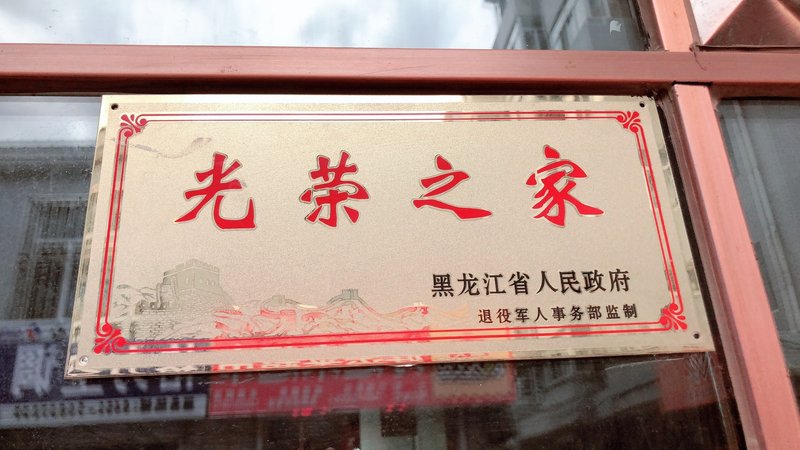 光荣之家
黑龙江省人民政府
退役军人事务部监制